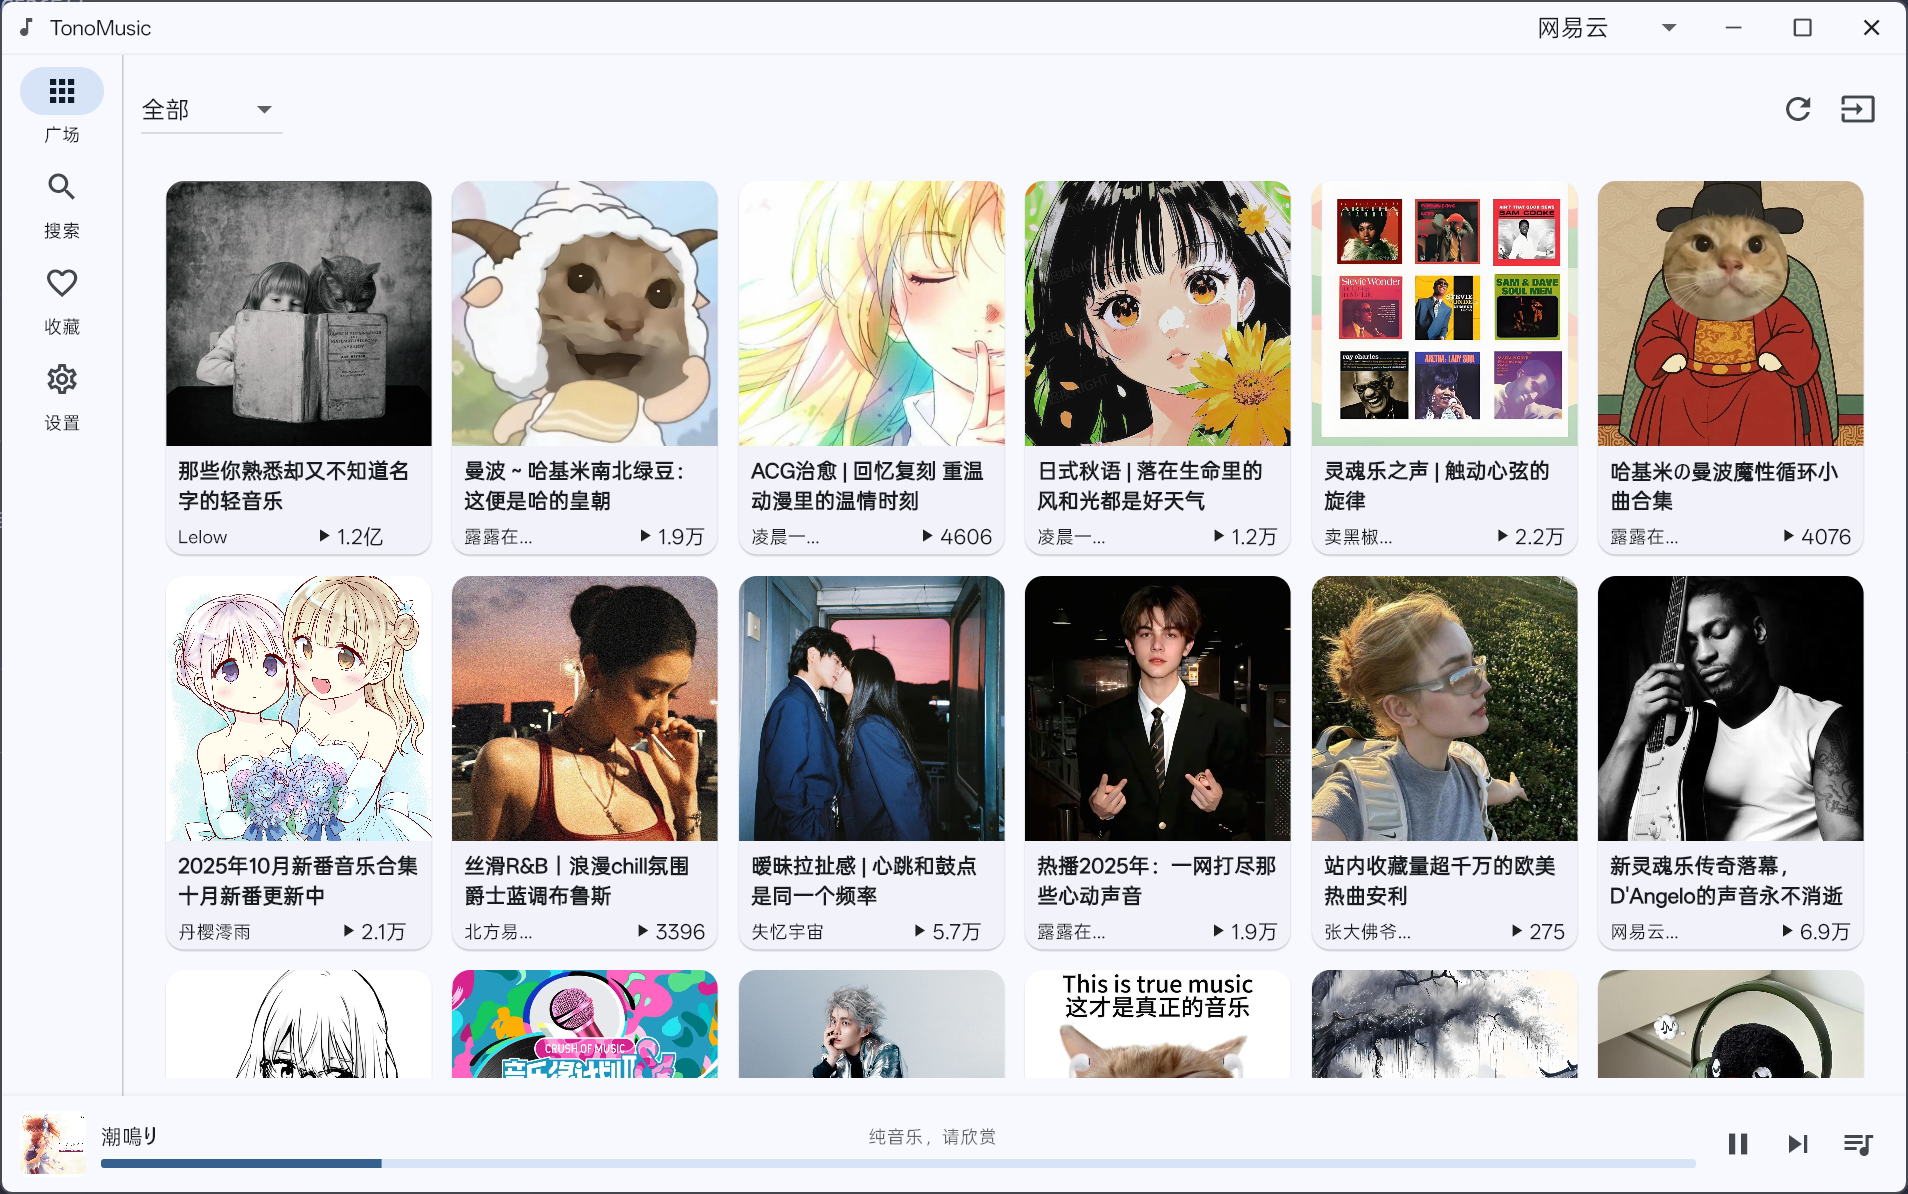 TonoMusic
网易云
广场
搜索
收藏
设置
全部
那些你熟悉却又不知道名
字的轻音乐
Lelow
1.2亿
曼波 ~ 哈基米南北绿豆：
这便是哈的皇朝
露露在...
1.9万
ACG治愈 | 回忆复刻 重温
动漫里的温情时刻
凌晨一...
4606
日式秋语 | 落在生命里的
风和光都是好天气
凌晨一...
1.2万
SAM COOKE
Stevie Wonder
SAM & DAVE
SOUL MEN
ray charles
ARETHA: LADY SOUL
灵魂乐之声 | 触动心弦的
旋律
卖黑椒...
2.2万
哈基米の曼波魔性循环小
曲合集
露露在...
4076
2025年10月新番音乐合集
十月新番更新中
丹樱澪雨
2.1万
丝滑R&B｜浪漫chill氛围
爵士蓝调布鲁斯
北方易...
3396
暧昧拉扯感 | 心跳和鼓点
是同一个频率
失忆宇宙
5.7万
热播2025年：一网打尽那
些心动声音
露露在...
1.9万
站内收藏量超千万的欧美
热曲安利
张大佛爷...
275
新灵魂乐传奇落幕，
D'Angelo的声音永不消逝
网易云...
6.9万
CRUSH OF MUSIC
This is true music
这才是真正的音乐
潮鳴り
纯音乐，请欣赏